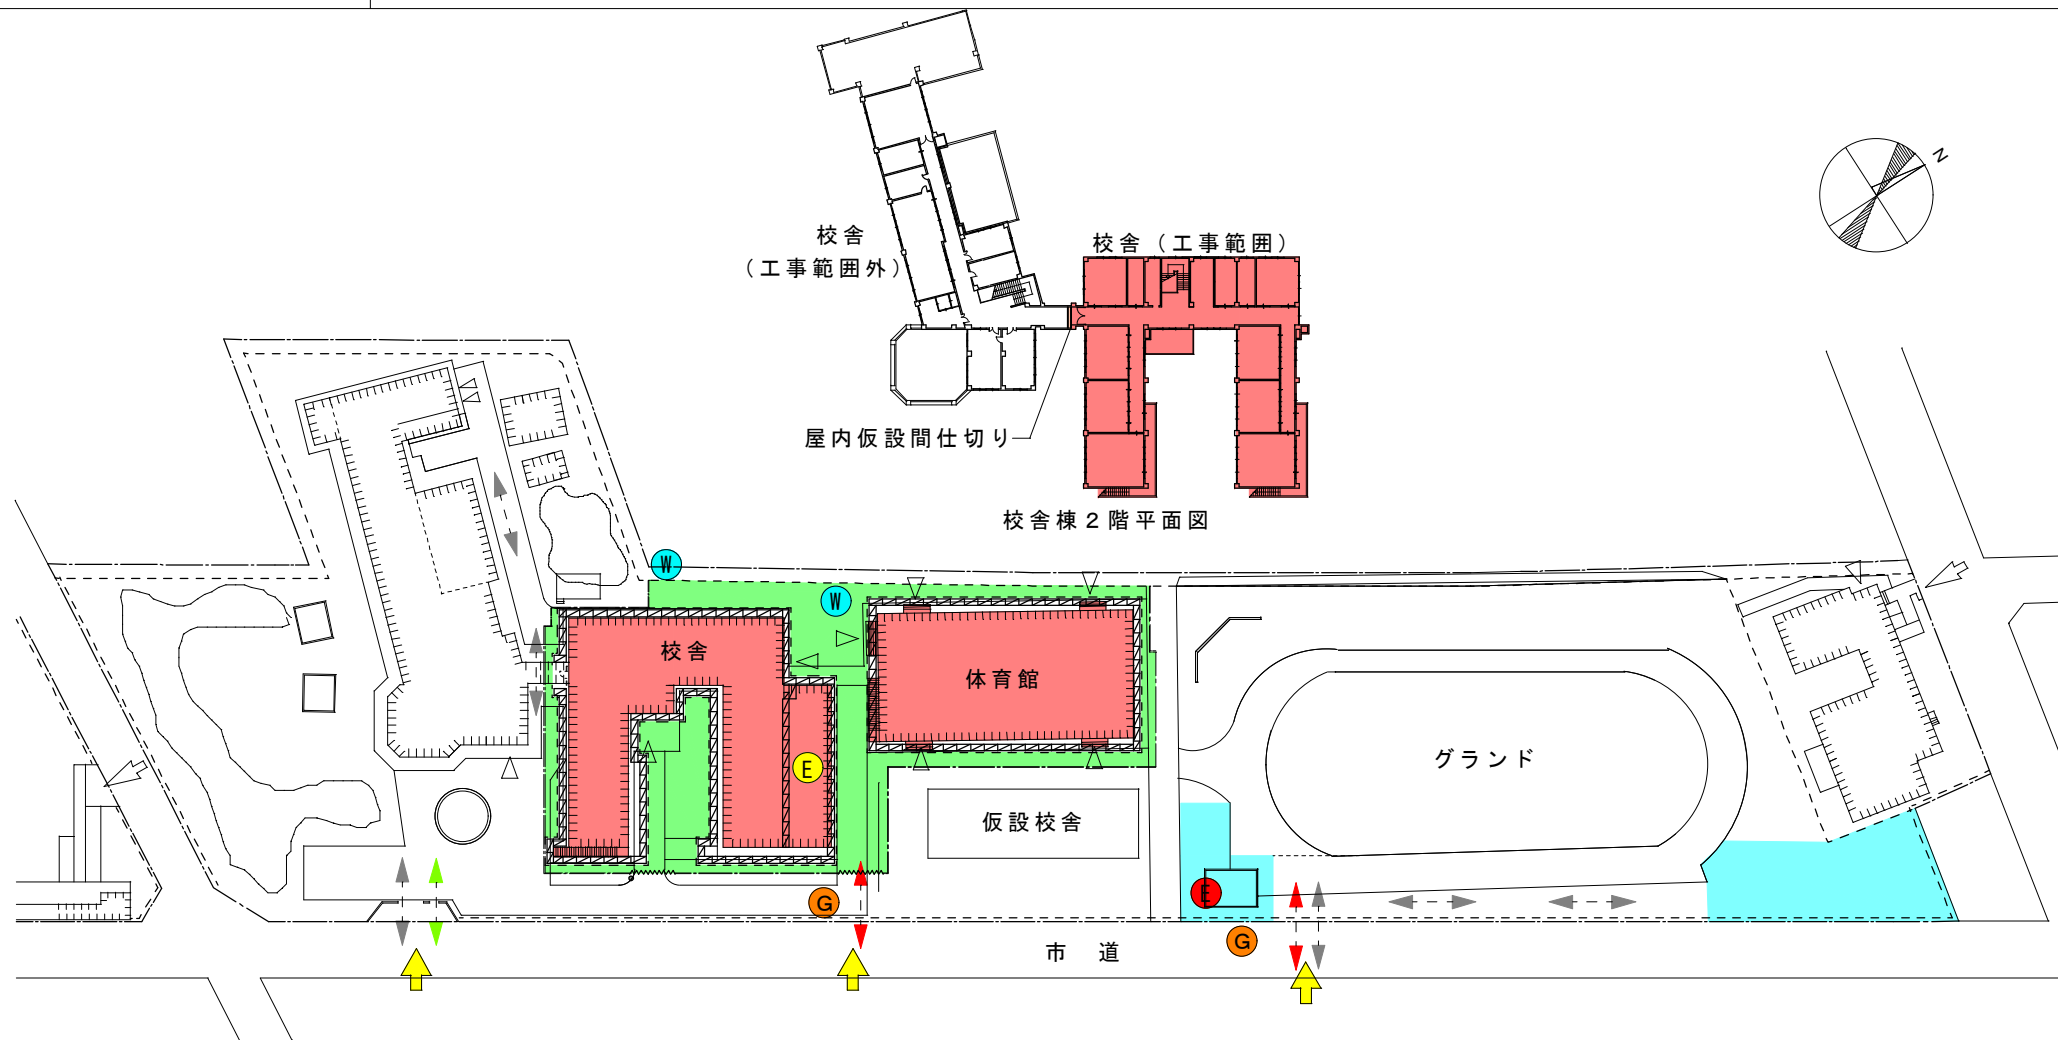 N
校舎
(工事範囲外)
校舎(工事範囲)
屋内仮設間仕切り
校舎棟2階平面図
W
W
校舎
体育館
E
グランド
仮設校舎
E
G
G
市 道